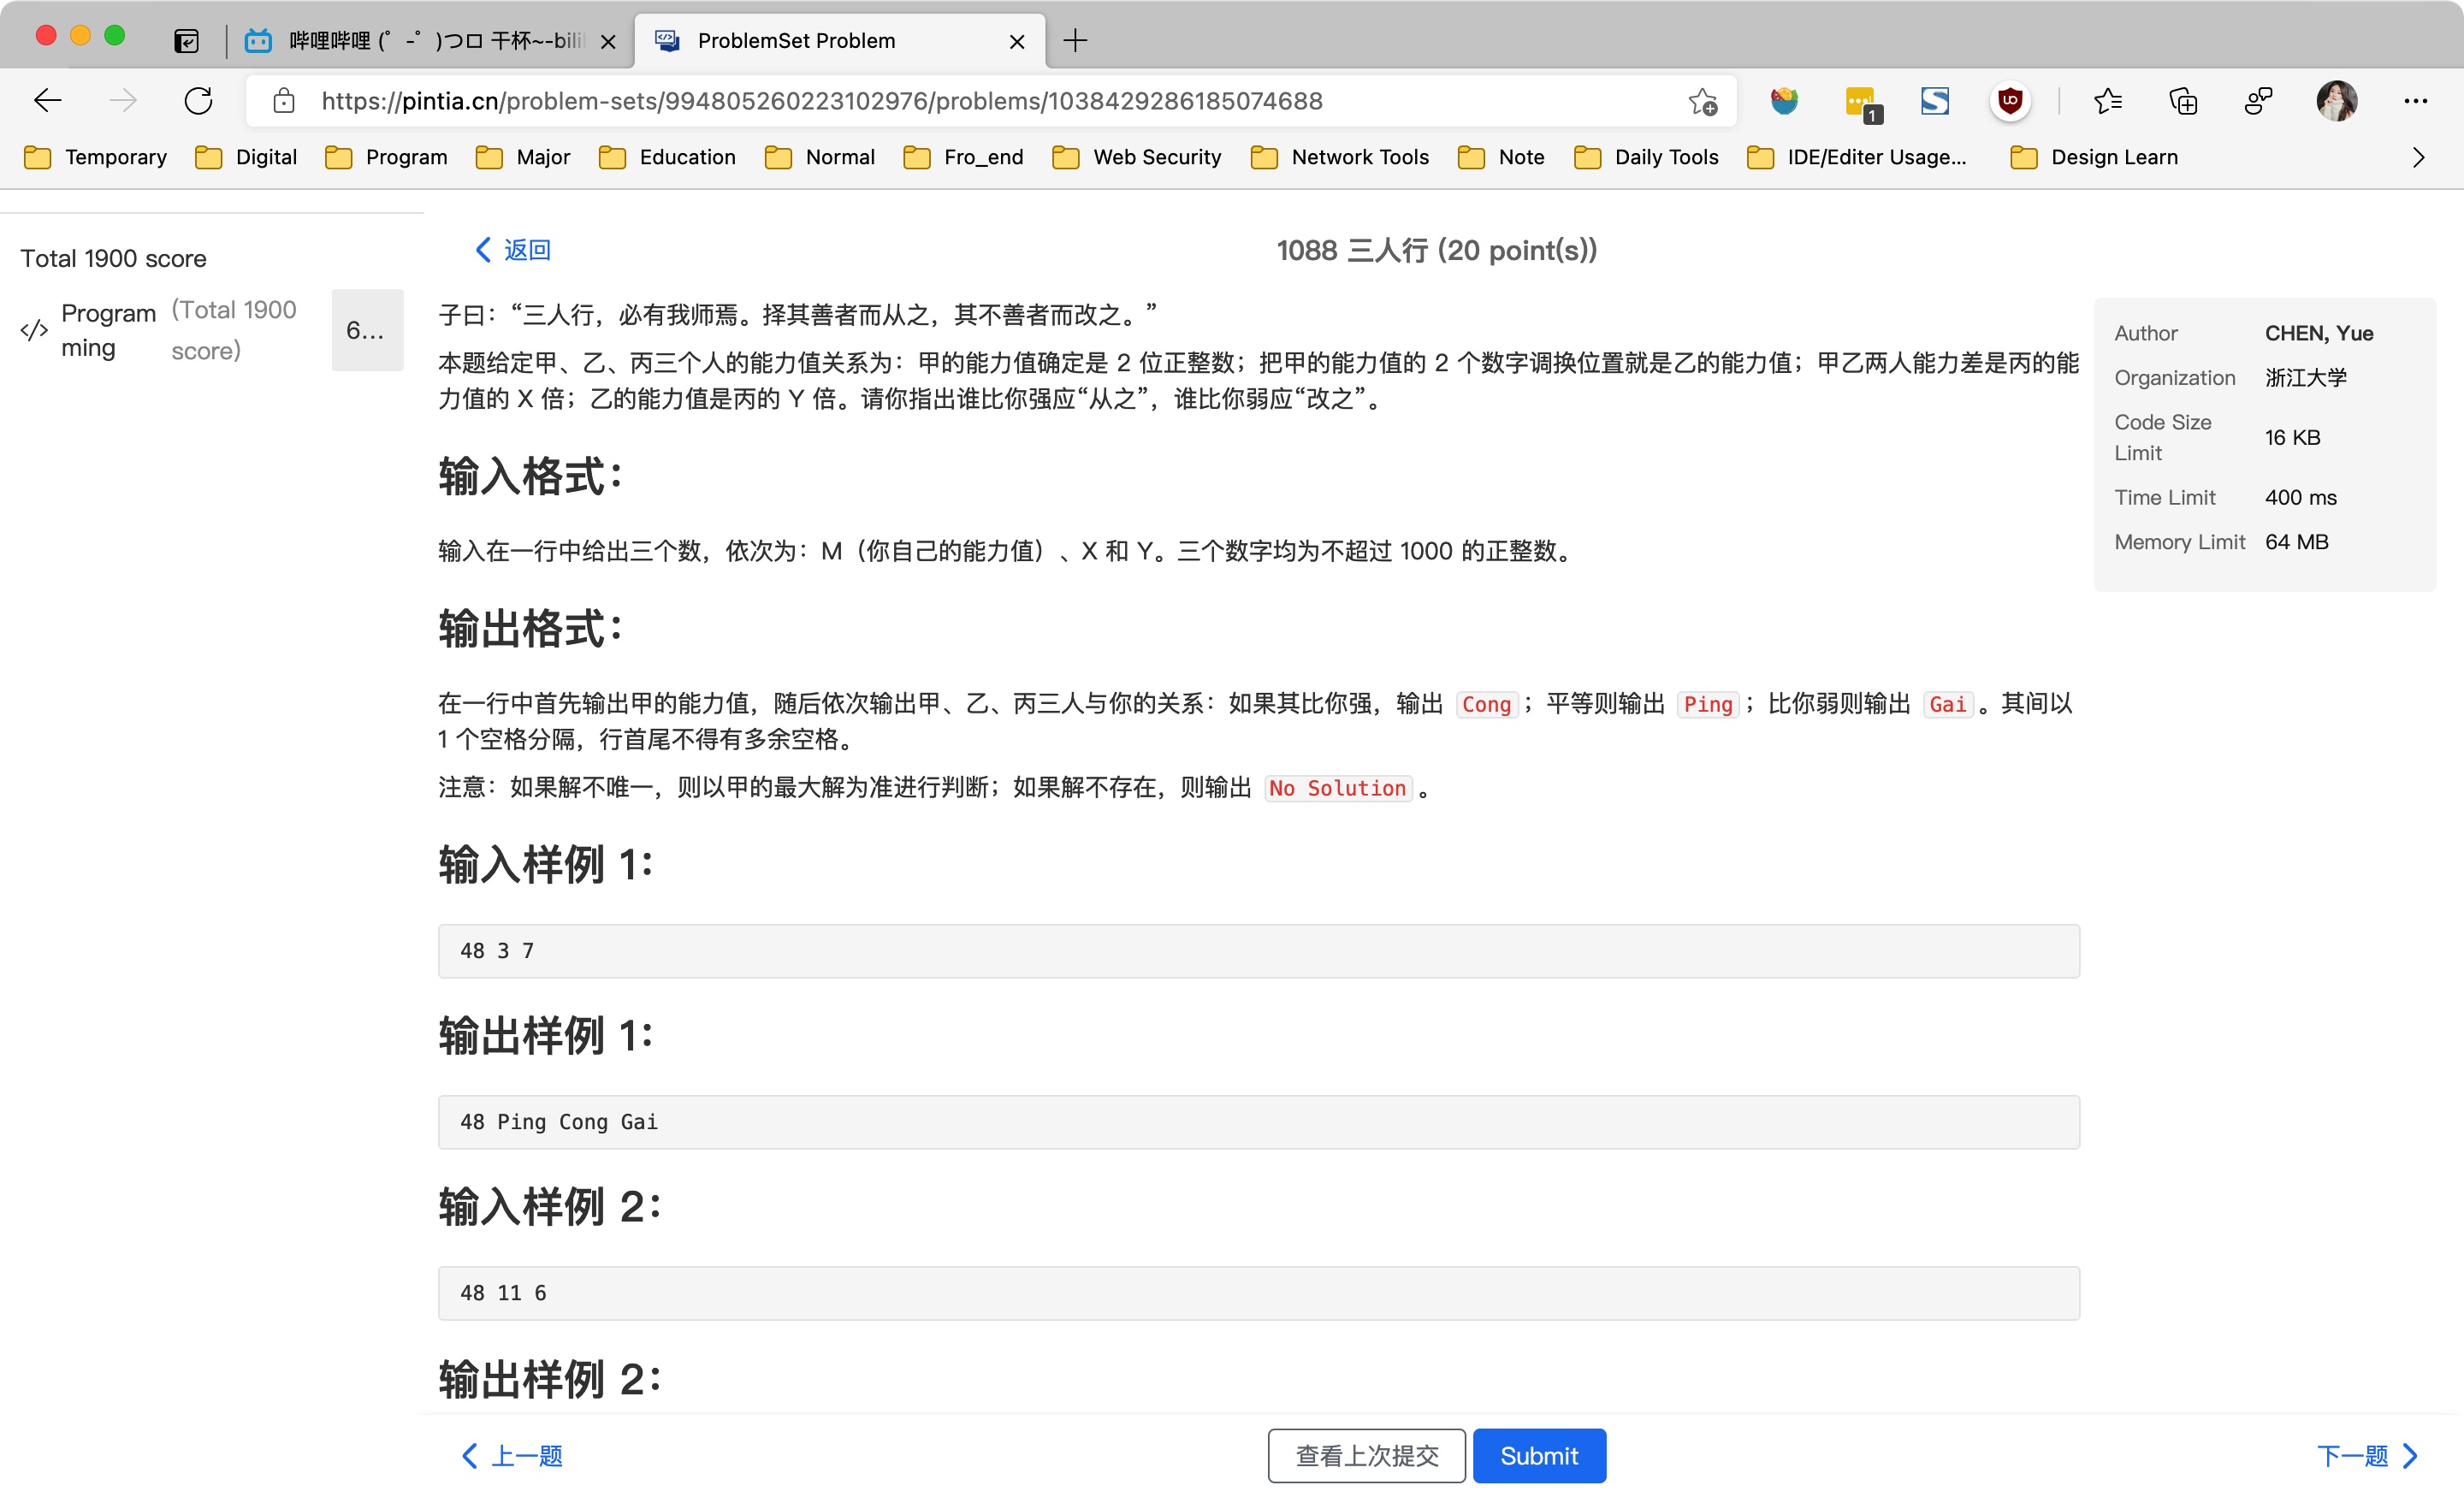 哔哩哔哩 (゜-゜)つロ 干杯~-bili
ProblemSet Problem
https://pintia.cn/problem-sets/994805260223102976/problems/1038429286185074688
1
Temporary Digital Program Major Education Normal Fro_end Web Security Network Tools Note Daily Tools IDE/Editer Usage... Design Learn
Total 1900 score
Program
ming
(Total 1900
score)
6...
返回
1088 三人行 (20 point(s))
子曰：“三人行，必有我师焉。择其善者而从之，其不善者而改之。”
本题给定甲、乙、丙三个人的能力值关系为：甲的能力值确定是 2 位正整数；把甲的能力值的 2 个数字调换位置就是乙的能力值；甲乙两人能力差是丙的能
力值的 X 倍；乙的能力值是丙的 Y 倍。请你指出谁比你强应“从之”，谁比你弱应“改之”。
输入格式：
输入在一行中给出三个数，依次为：M（你自己的能力值）、X 和 Y。三个数字均为不超过 1000 的正整数。
输出格式：
在一行中首先输出甲的能力值，随后依次输出甲、乙、丙三人与你的关系：如果其比你强，输出 Cong；平等则输出 Ping；比你弱则输出 Gai。其间以
1 个空格分隔，行首尾不得有多余空格。
注意：如果解不唯一，则以甲的最大解为准进行判断；如果解不存在，则输出 No Solution。
输入样例 1：
48 3 7
输出样例 1：
48 Ping Cong Gai
输入样例 2：
48 11 6
输出样例 2：
Author CHEN, Yue
Organization 浙江大学
Code Size
Limit
16 KB
Time Limit 400 ms
Memory Limit 64 MB
上一题
查看上次提交
Submit
下一题